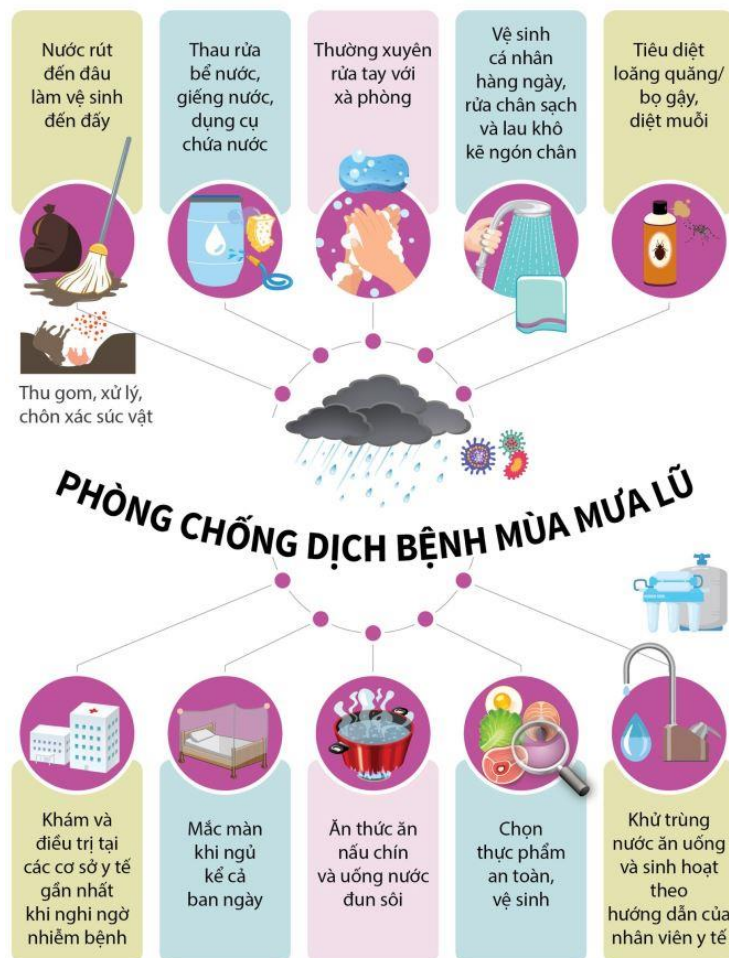 Nước rút
đến đâu
làm vệ sinh
đến đấy
Thau rửa
bể nước,
giếng nước,
dụng cụ
chứa nước
Thường xuyên
rửa tay với
xà phòng
Vệ sinh
cá nhân
hàng ngày,
rửa chân sạch
và lau khô
kẽ ngón chân
Tiêu diệt
loăng quăng/
bọ gậy,
diệt muỗi
Thu gom, xử lý,
chôn xác súc vật
PHÒNG CHỐNG DỊCH BỆNH MÙA MƯA LŨ
Khám và
điều trị tại
các cơ sở y tế
gần nhất
khi nghi ngờ
nhiễm bệnh
Mắc màn
khi ngủ
kể cả
ban ngày
Ăn thức ăn
nấu chín
và uống nước
đun sôi
Chọn
thực phẩm
an toàn,
vệ sinh
Khử trùng
nước ăn uống
và sinh hoạt
theo
hướng dẫn của
nhân viên y tế